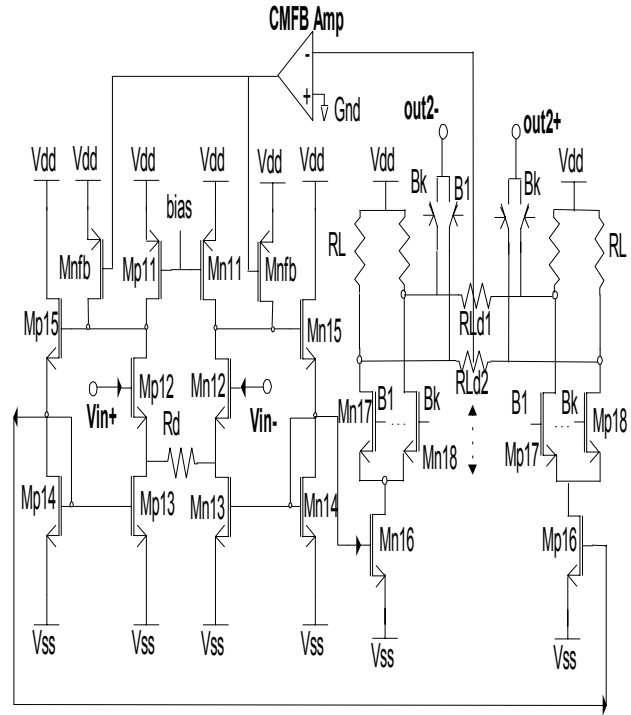 CMFB Amp
-
+
Gnd
out2-
out2+
Vdd
Vdd
Vdd
Vdd
Vdd
Vdd
Vdd
bias
Bk
B1
Bk
RL
RL
Mnfb
Mp11
Mn11
Mnfb
Mp15
Mn15
RLd1
RLd2
Mp12
Mn12
Vin+
Rd
Vin-
Mn17
B1
...
Bk
Mn18
B1
...
Bk
Mp17
Mp18
Mp14
Mp13
Mn13
Mn14
Mn16
Mp16
Vss
Vss
Vss
Vss
Vss
Vss